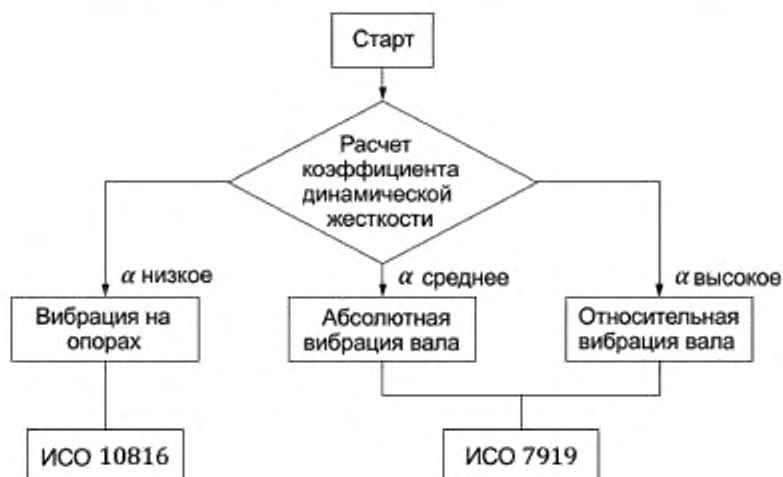 Старт
Расчет
коэффициента
динамической
жесткости
α низкое
α среднее
α высокое
Вибрация на
опорах
Абсолютная
вибрация вала
Относительная
вибрация вала
ИСО 10816
ИСО 7919